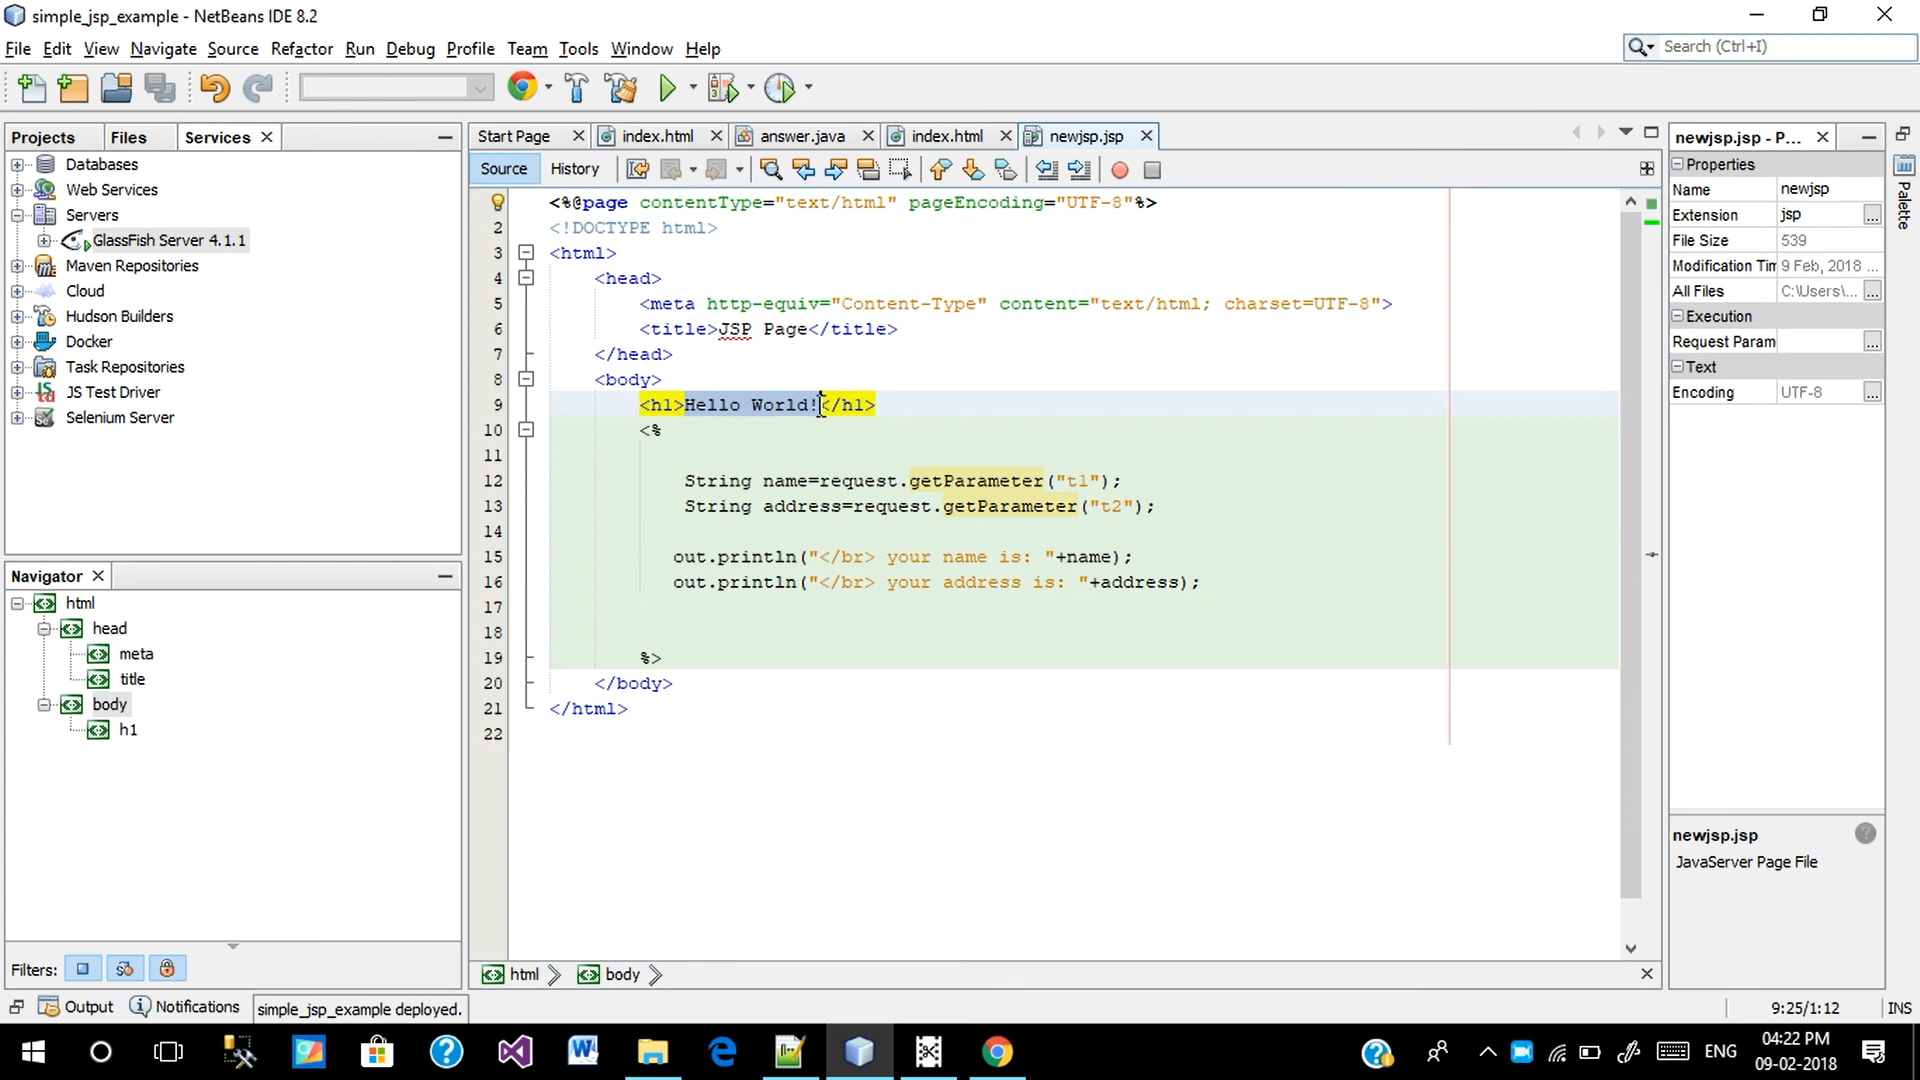 simple_jsp_example - NetBeans IDE 8.2
File Edit View Navigate Source Refactor Run Debug Profile Team Tools Window Help
Search (Ctrl+I)
Projects Files Services
Databases
Web Services
Servers
GlassFish Server 4.1.1
Maven Repositories
Cloud
Hudson Builders
Docker
Task Repositories
JS Test Driver
Selenium Server
Navigator
html
head
meta
title
body
h1
Filters:
Start Page index.html answer.java index.html newjsp.jsp
Source History
<%@page contentType="text/html" pageEncoding="UTF-8"%>
2 <!DOCTYPE html>
3 <html>
4 <head>
5 <meta http-equiv="Content-Type" content="text/html; charset=UTF-8">
6 <title>JSP Page</title>
7 </head>
8 <body>
9 <h1>Hello World!</h1>
10 <%
11
12 String name=request.getParameter("t1");
13 String address=request.getParameter("t2");
14
15 out.println("</br> your name is: "+name);
16 out.println("</br> your address is: "+address);
17
18
19 %>
20 </body>
21 </html>
22
html body
newjsp.jsp - P...
Properties
Name newjsp
Extension jsp ...
File Size 539
Modification Tim 9 Feb, 2018 ...
All Files C:\Users\... ...
Execution
Request Param ...
Text
Encoding UTF-8 ...
newjsp.jsp
JavaServer Page File
Palette
Output Notifications simple_jsp_example deployed.
9:25/1:12 INS
ENG
04:22 PM
09-02-2018